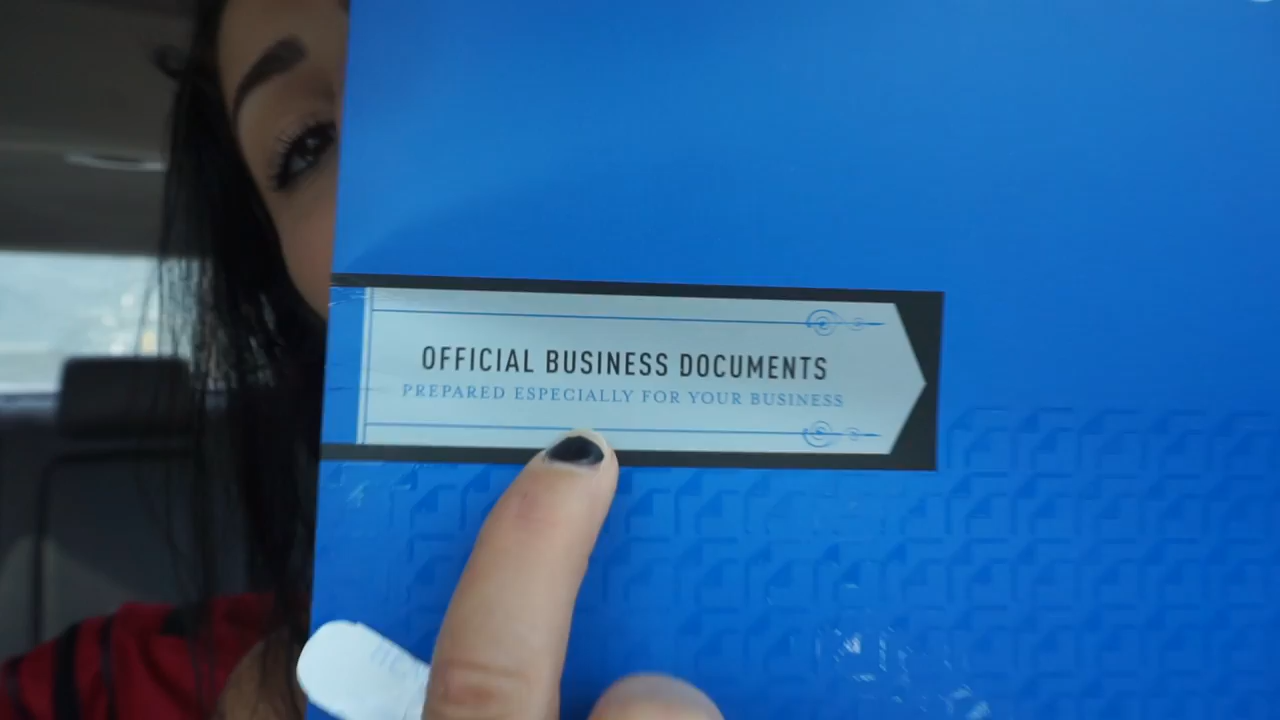 OFFICIAL BUSINESS DOCUMENTS
PREPARED ESPECIALLY FOR YOUR BUSINESS